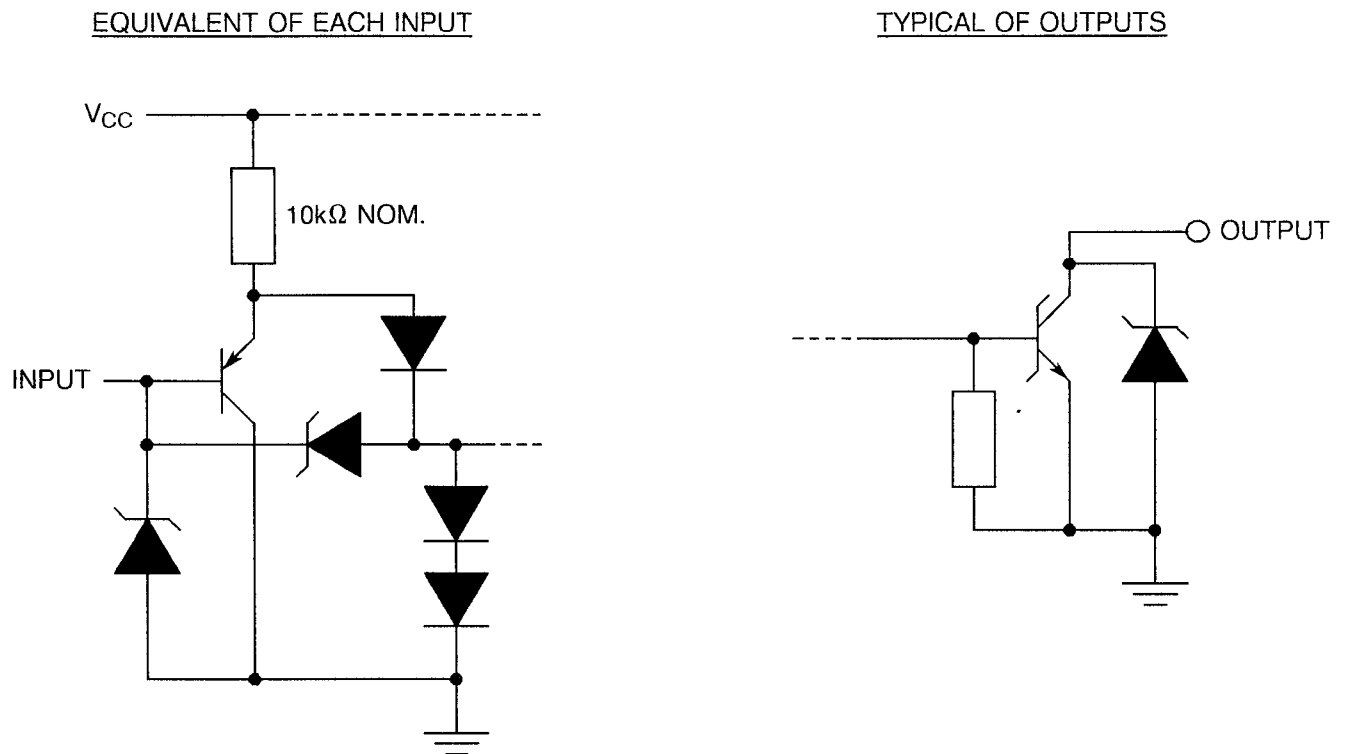 EQUIVALENT OF EACH INPUT
TYPICAL OF OUTPUTS
VCC
10kΩ NOM.
OUTPUT
INPUT